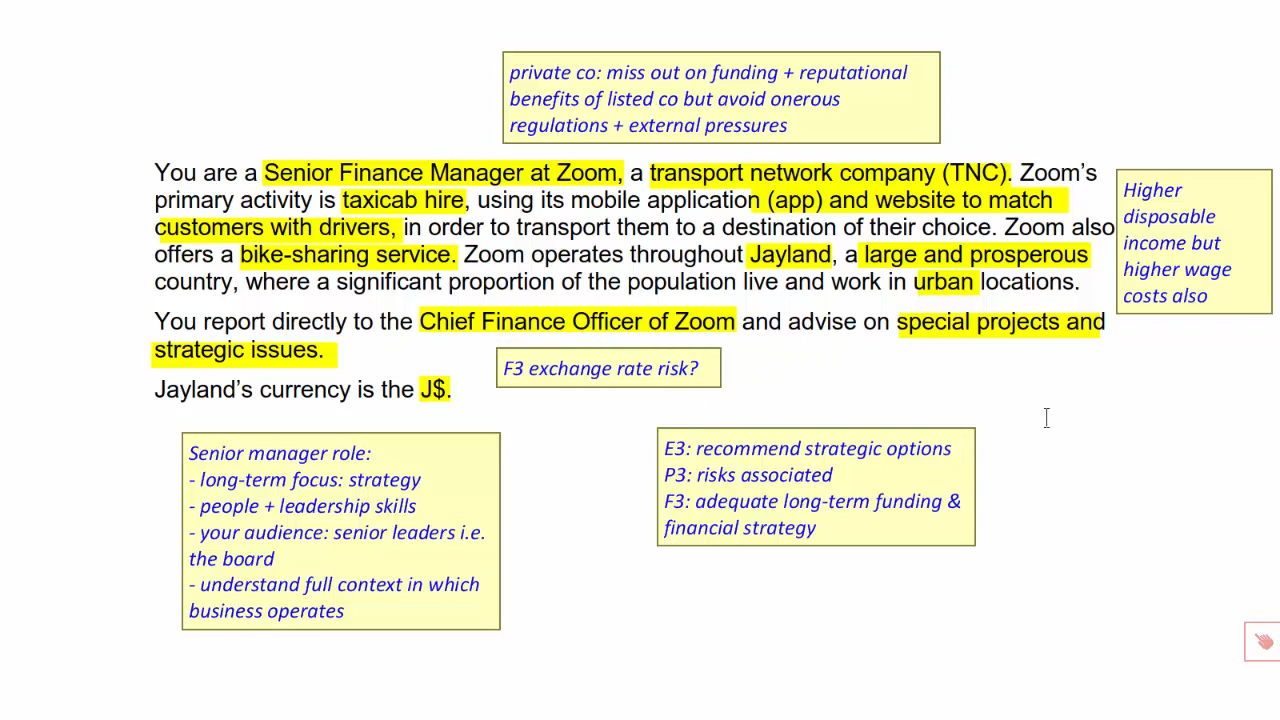 private co: miss out on funding + reputational
benefits of listed co but avoid onerous
regulations + external pressures
You are a Senior Finance Manager at Zoom, a transport network company (TNC). Zoom's
primary activity is taxicab hire, using its mobile application (app) and website to match
customers with drivers, in order to transport them to a destination of their choice. Zoom also
offers a bike-sharing service. Zoom operates throughout Jayland, a large and prosperous
country, where a significant proportion of the population live and work in urban locations.
Higher
disposable
income but
higher wage
costs also
You report directly to the Chief Finance Officer of Zoom and advise on special projects and
strategic issues.
F3 exchange rate risk?
Jayland's currency is the J$.
Senior manager role:
- long-term focus: strategy
- people + leadership skills
- your audience: senior leaders i.e.
the board
- understand full context in which
business operates
E3: recommend strategic options
P3: risks associated
F3: adequate long-term funding &
financial strategy